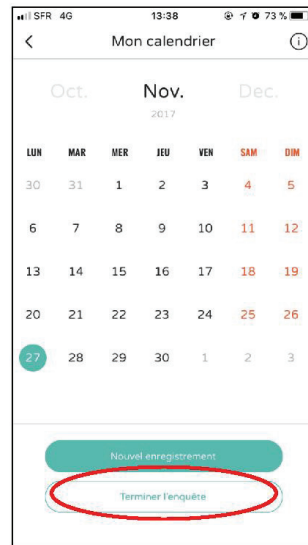 SFR 4G 13:38 73 %
Mon calendrier
Oct. Nov. Dec.
2017
LUN MAR MER JEU VEN SAM DIM
30 31 1 2 3 4 5
6 7 8 9 10 11 12
13 14 15 16 17 18 19
20 21 22 23 24 25 26
27 28 29 30 1 2 3
Nouvel enregistrement
Terminer l'enquête